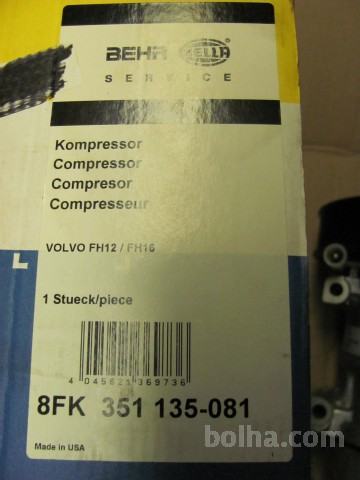 BEHR HELLA
SERVICE
Kompressor
Compressor
Compresor
Compresseur
VOLVO FH12 / FH16
L
1 Stueck/piece
4 045621 369736
8FK 351 135-081
Made in USA
bolha.com